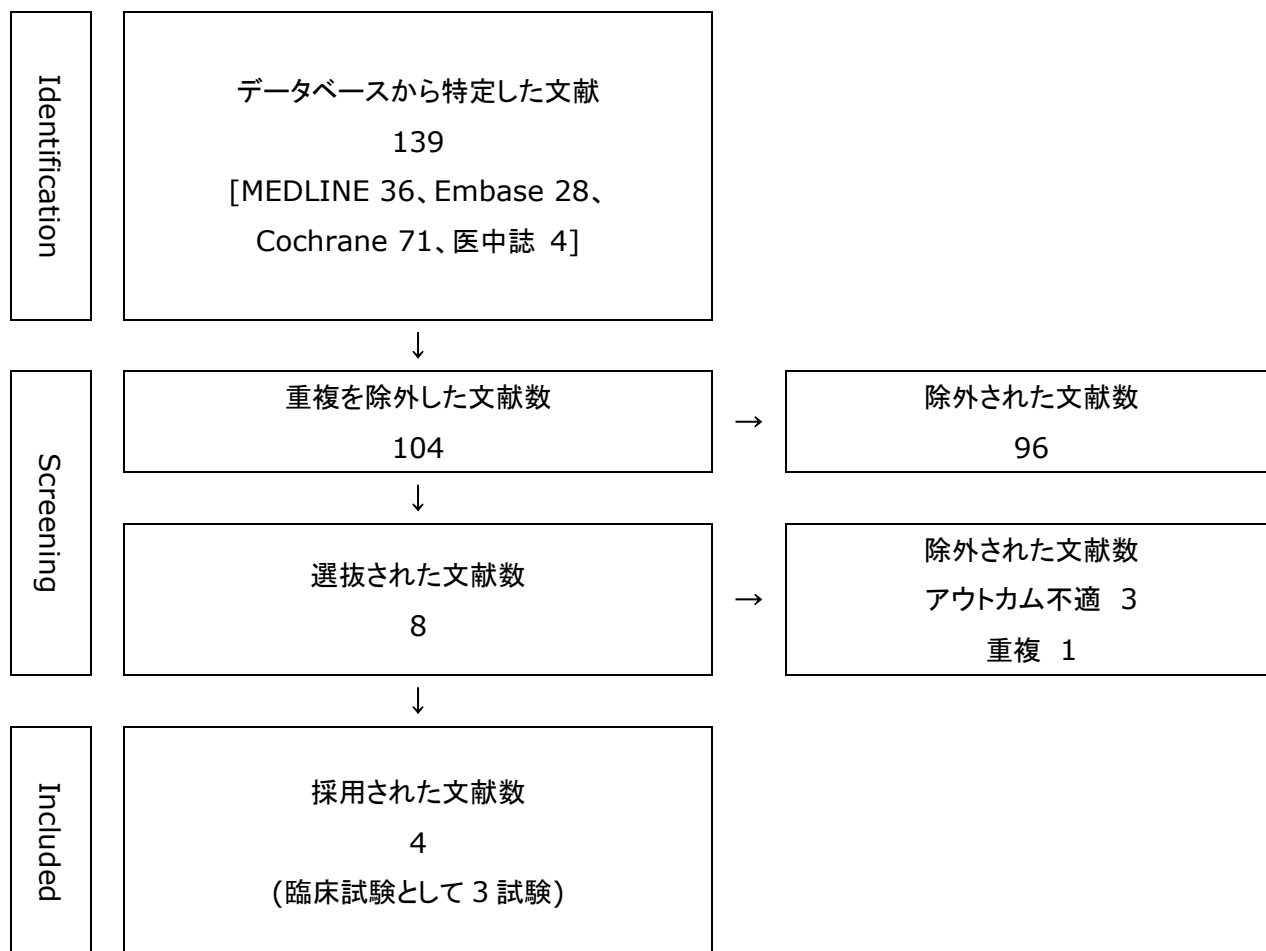 Identification
データベースから特定した文献
139
[MEDLINE 36、Embase 28、
Cochrane 71、医中誌 4]
↓
Screening
重複を除外した文献数
104
→
除外された文献数
96
↓
選抜された文献数
8
→
除外された文献数
アウトカム不適 3
重複 1
↓
Included
採用された文献数
4
(臨床試験として 3 試験)